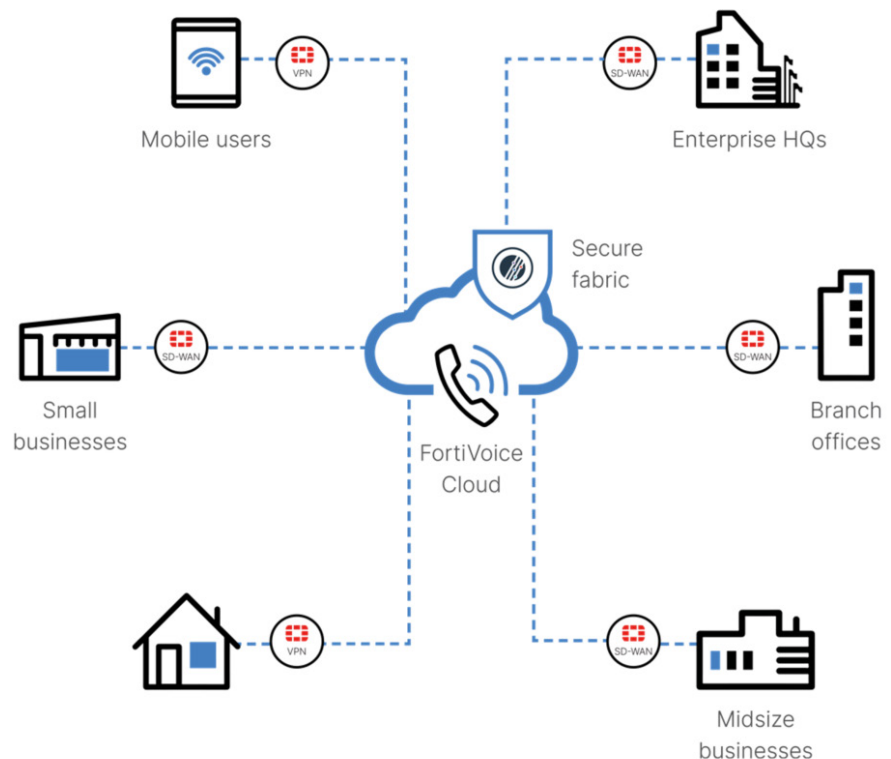 VPN
SD-WAN
Mobile users
Enterprise HQs
Secure
fabric
SD-WAN
SD-WAN
Small
businesses
Branch
offices
FortiVoice
Cloud
VPN
SD-WAN
Midsize
businesses